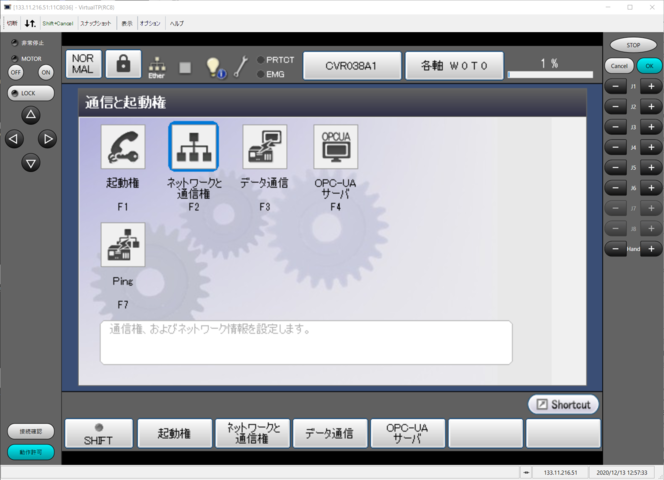 [133.11.216.31:11C8036] - VirtualTP(RC8)
切断 Shift+Cancel スナップショット 表示 オプション ヘルプ
非常停止
MOTOR
OFF ON
LOCK
NOR
MAL
Ether
PRTCT
EMG
CVR038A1
各軸 W0T0
1 %
STOP
Cancel OK
通信と起動権
起動権
F1
ネットワークと
通信権
F2
データ通信
F3
OPCUA
OPC-UA
サーバ
F4
Ping
F7
通信権、およびネットワーク情報を設定します。
J1
J2
J3
J4
J5
J6
J7
J8
Hand
Shortcut
SHIFT
起動権
ネットワークと
通信権
データ通信
OPC-UA
サーバ
接続確認
動作許可
133.11.216.51
2020/12/13 12:57:33